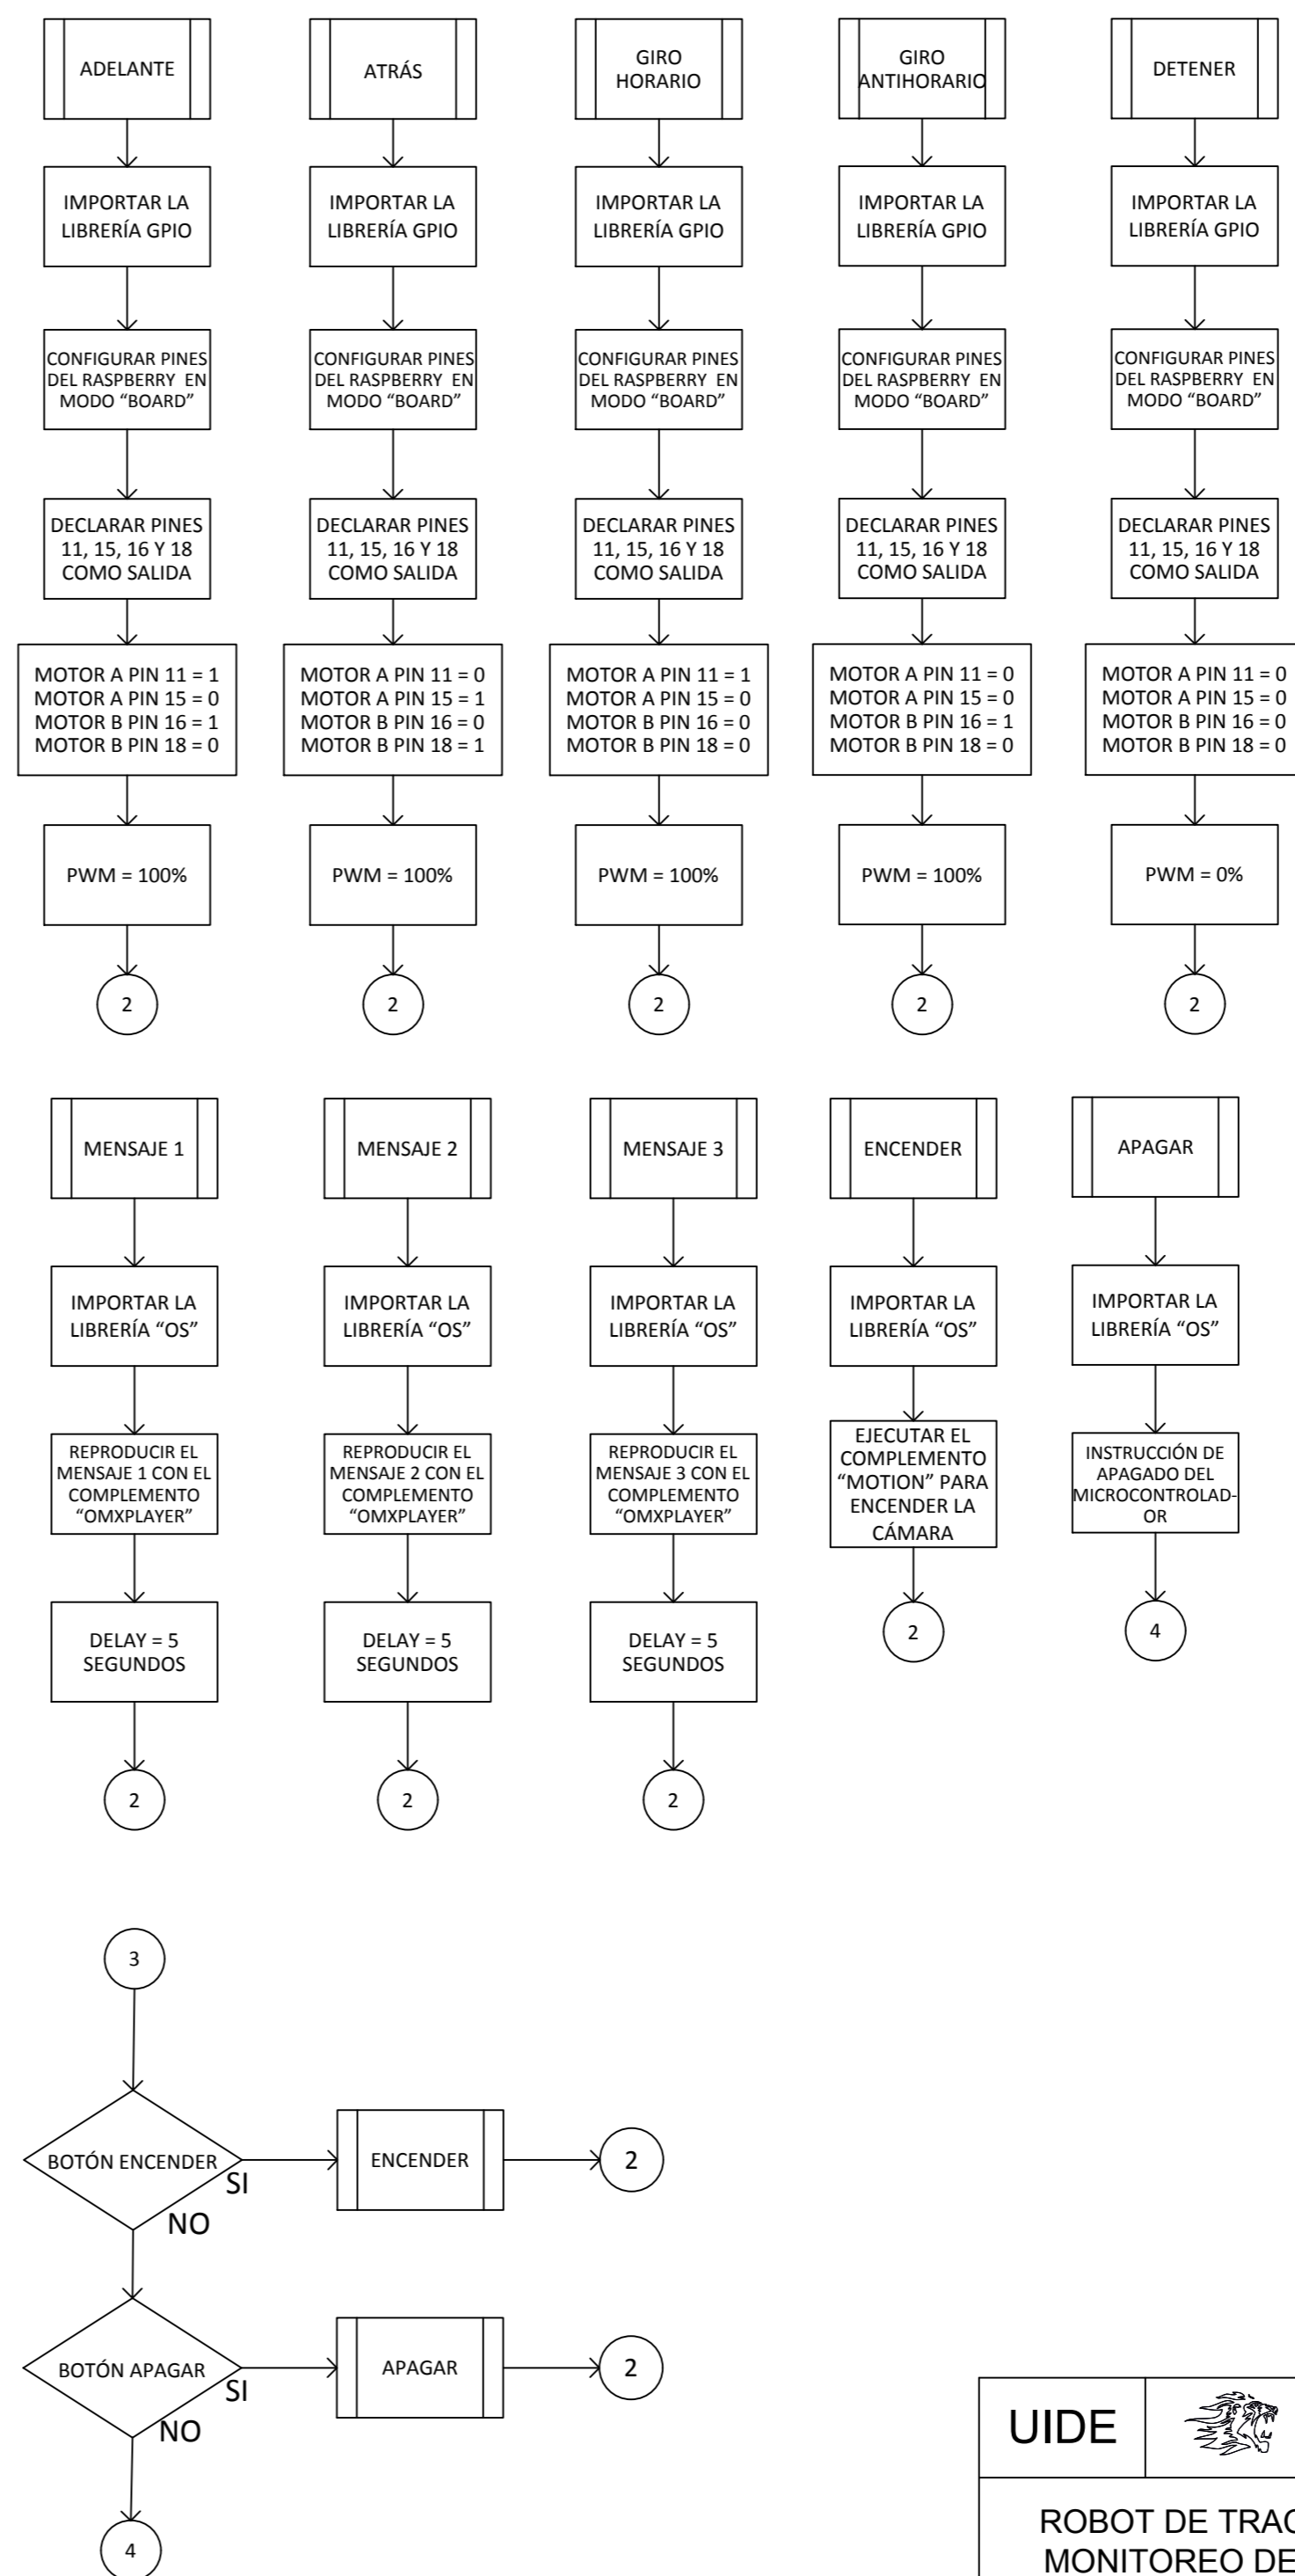 ADELANTE
IMPORTAR LA
LIBRERÍA GPIO
CONFIGURAR PINES
DEL RASPBERRY EN
MODO “BOARD”
DECLARAR PINES
11, 15, 16 Y 18
COMO SALIDA
MOTOR A PIN 11 = 1
MOTOR A PIN 15 = 0
MOTOR B PIN 16 = 1
MOTOR B PIN 18 = 0
PWM = 100%
2
ATRÁS
IMPORTAR LA
LIBRERÍA GPIO
CONFIGURAR PINES
DEL RASPBERRY EN
MODO “BOARD”
DECLARAR PINES
11, 15, 16 Y 18
COMO SALIDA
MOTOR A PIN 11 = 0
MOTOR A PIN 15 = 1
MOTOR B PIN 16 = 0
MOTOR B PIN 18 = 1
PWM = 100%
2
GIRO
HORARIO
IMPORTAR LA
LIBRERÍA GPIO
CONFIGURAR PINES
DEL RASPBERRY EN
MODO “BOARD”
DECLARAR PINES
11, 15, 16 Y 18
COMO SALIDA
MOTOR A PIN 11 = 1
MOTOR A PIN 15 = 0
MOTOR B PIN 16 = 0
MOTOR B PIN 18 = 0
PWM = 100%
2
GIRO
ANTIHORARIO
IMPORTAR LA
LIBRERÍA GPIO
CONFIGURAR PINES
DEL RASPBERRY EN
MODO “BOARD”
DECLARAR PINES
11, 15, 16 Y 18
COMO SALIDA
MOTOR A PIN 11 = 0
MOTOR A PIN 15 = 0
MOTOR B PIN 16 = 1
MOTOR B PIN 18 = 0
PWM = 100%
2
DETENER
IMPORTAR LA
LIBRERÍA GPIO
CONFIGURAR PINES
DEL RASPBERRY EN
MODO “BOARD”
DECLARAR PINES
11, 15, 16 Y 18
COMO SALIDA
MOTOR A PIN 11 = 0
MOTOR A PIN 15 = 0
MOTOR B PIN 16 = 0
MOTOR B PIN 18 = 0
PWM = 0%
2
MENSAJE 1
IMPORTAR LA
LIBRERÍA “OS”
REPRODUCIR EL
MENSAJE 1 CON EL
COMPLEMENTO
“OMXPLAYER”
DELAY = 5
SEGUNDOS
2
MENSAJE 2
IMPORTAR LA
LIBRERÍA “OS”
REPRODUCIR EL
MENSAJE 2 CON EL
COMPLEMENTO
“OMXPLAYER”
DELAY = 5
SEGUNDOS
2
MENSAJE 3
IMPORTAR LA
LIBRERÍA “OS”
REPRODUCIR EL
MENSAJE 3 CON EL
COMPLEMENTO
“OMXPLAYER”
DELAY = 5
SEGUNDOS
2
ENCENDER
IMPORTAR LA
LIBRERÍA “OS”
EJECUTAR EL
COMPLEMENTO
“MOTION” PARA
ENCENDER LA
CÁMARA
2
APAGAR
IMPORTAR LA
LIBRERÍA “OS”
INSTRUCCIÓN DE
APAGADO DEL
MICROCONTROLAD-
OR
4
3
BOTÓN ENCENDER
SI
NO
ENCENDER
2
BOTÓN APAGAR
SI
NO
APAGAR
2
4
UIDE
ROBOT DE TRAC
MONITOREO DE